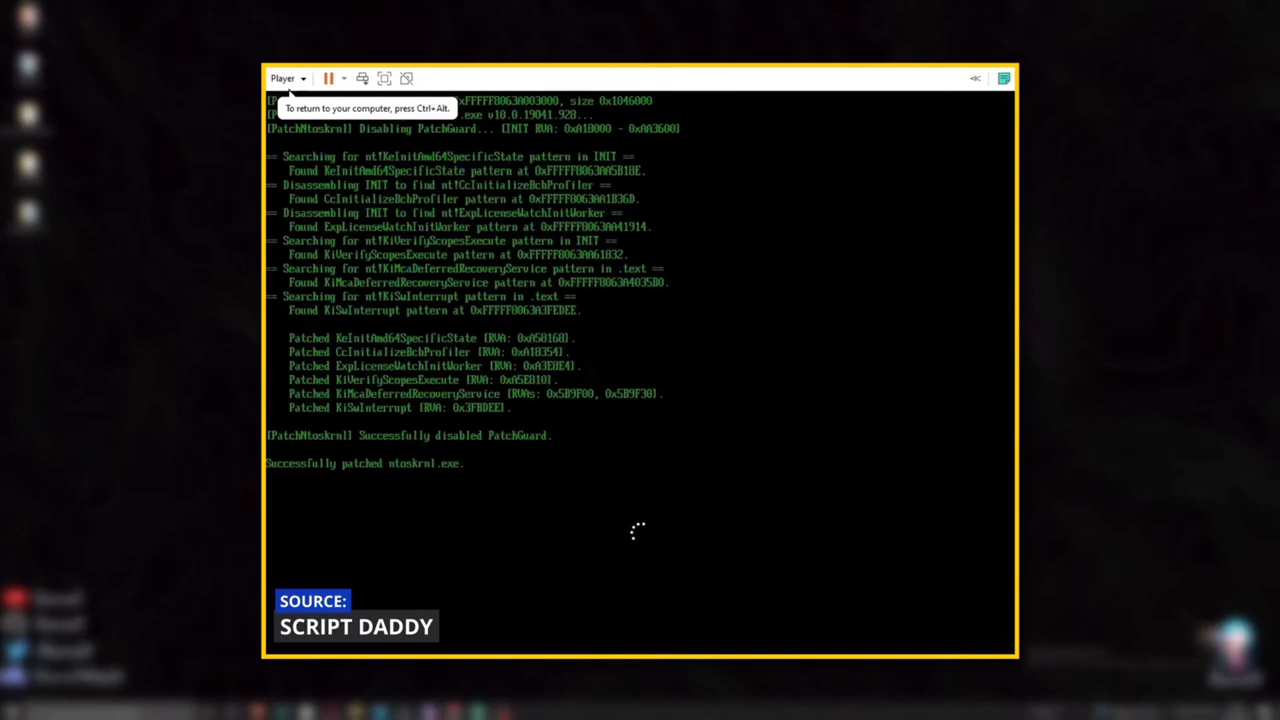 Player
To return to your computer, press Ctrl+Alt.
xFFFFF8063A003000, size 0x1046000
.exe v10.0.19041.928...
[PatchNtoskrnl] Disabling PatchGuard... [INIT RVA: 0xA1B000 - 0xAA3600]
== Searching for nt!KeInitAmd64SpecificState pattern in INIT ==
Found KeInitAmd64SpecificState pattern at 0xFFFFF8063AA5B18E.
== Disassembling INIT to find nt!CcInitializeBcbProfiler ==
Found CcInitializeBcbProfiler pattern at 0xFFFFF8063AA1B36D.
== Disassembling INIT to find nt!ExpLicenseWatchInitWorker ==
Found ExpLicenseWatchInitWorker pattern at 0xFFFFF8063AA41914.
== Searching for nt!KiVerifyScopesExecute pattern in INIT ==
Found KiVerifyScopesExecute pattern at 0xFFFFF8063AA61832.
== Searching for nt!KiMcaDeferredRecoveryService pattern in .text ==
Found KiMcaDeferredRecoveryService pattern at 0xFFFFF8063A4035B0.
== Searching for nt!KiSwInterrupt pattern in .text ==
Found KiSwInterrupt pattern at 0xFFFFF8063A3FEDEE.
Patched KeInitAmd64SpecificState [RVA: 0xA58168].
Patched CcInitializeBcbProfiler [RVA: 0xA18354].
Patched ExpLicenseWatchInitWorker [RVA: 0xA3E8E4].
Patched KiVerifyScopesExecute [RVA: 0xA5E810].
Patched KiMcaDeferredRecoveryService [RVAs: 0x5B9F00, 0x5B9F30].
Patched KiSwInterrupt [RVA: 0x3FBDEE].
[PatchNtoskrnl] Successfully disabled PatchGuard.
Successfully patched ntoskrnl.exe.
SOURCE:
SCRIPT DADDY